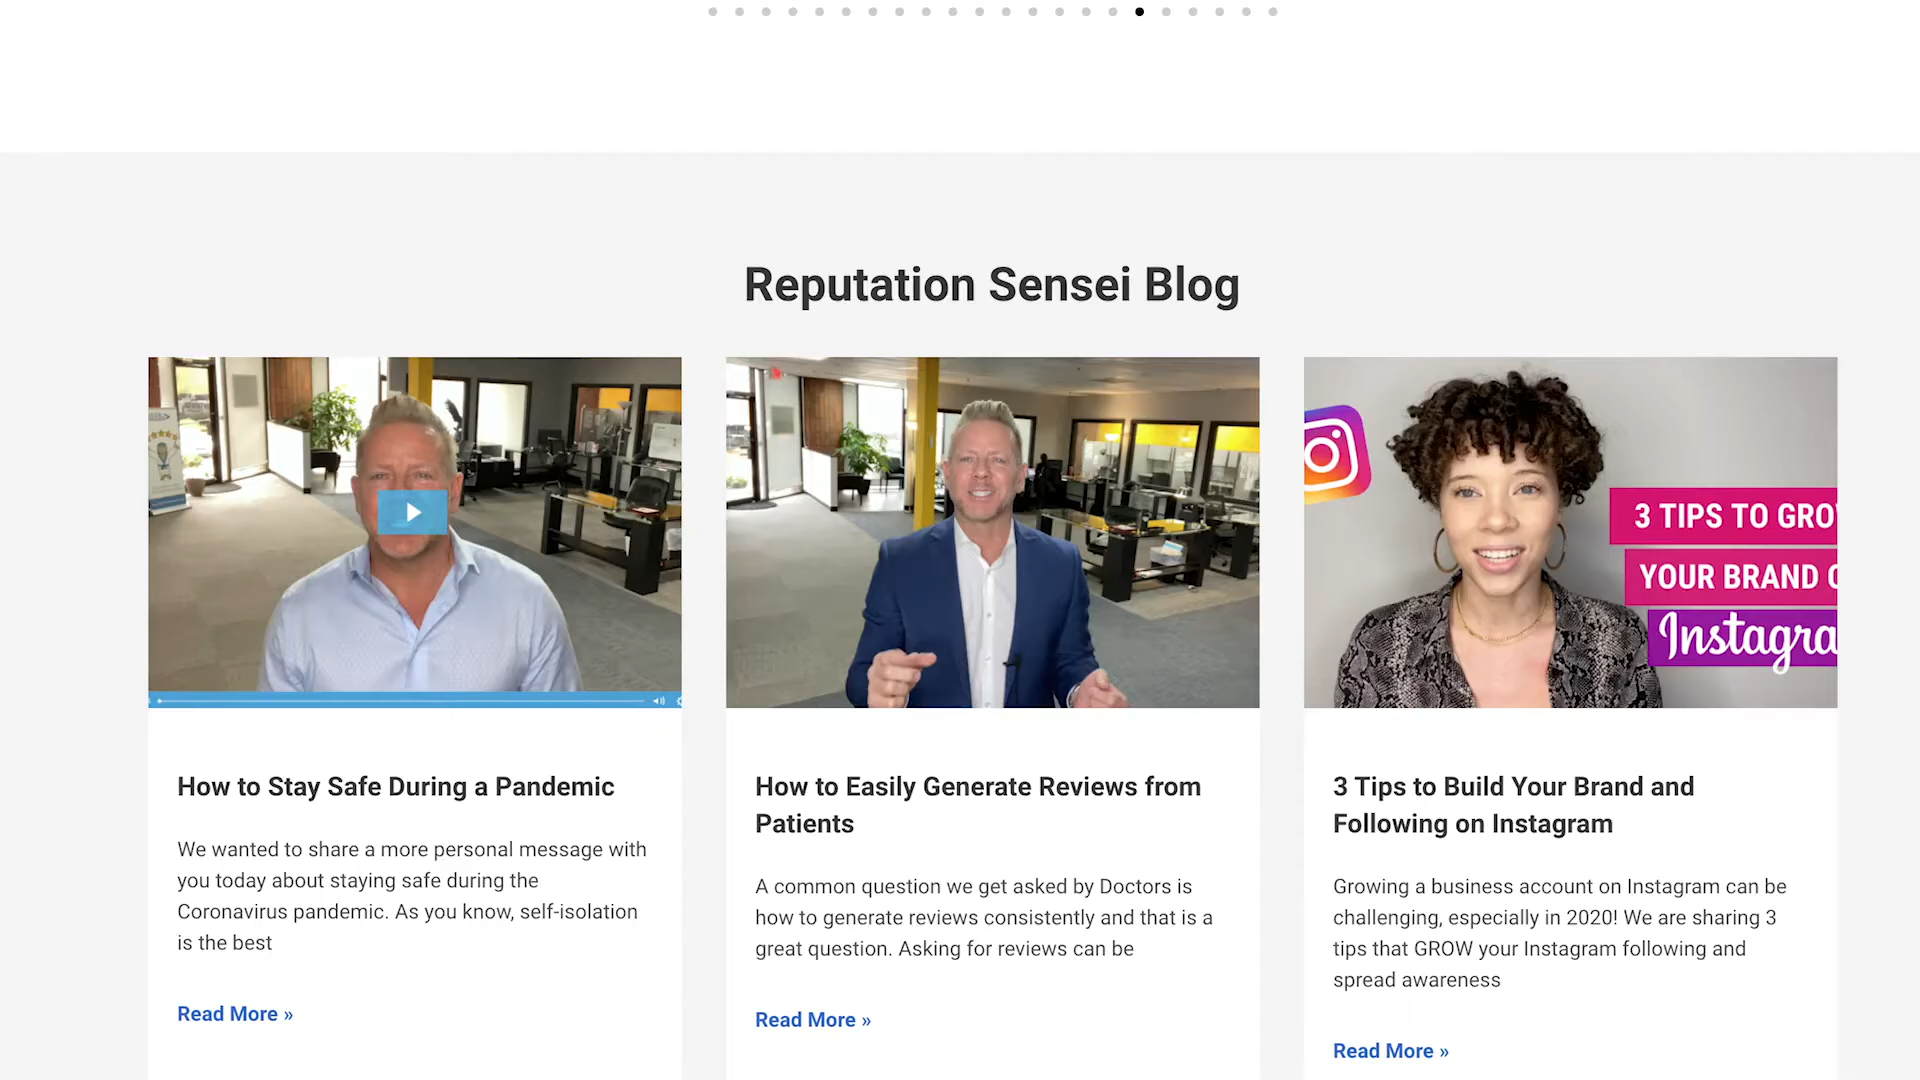 Reputation Sensei Blog
3 TIPS TO GRO
YOUR BRAND
Instagra
How to Stay Safe During a Pandemic
We wanted to share a more personal message with
you today about staying safe during the
Coronavirus pandemic. As you know, self-isolation
is the best
Read More »
How to Easily Generate Reviews from
Patients
A common question we get asked by Doctors is
how to generate reviews consistently and that is a
great question. Asking for reviews can be
Read More »
3 Tips to Build Your Brand and
Following on Instagram
Growing a business account on Instagram can be
challenging, especially in 2020! We are sharing 3
tips that GROW your Instagram following and
spread awareness
Read More »